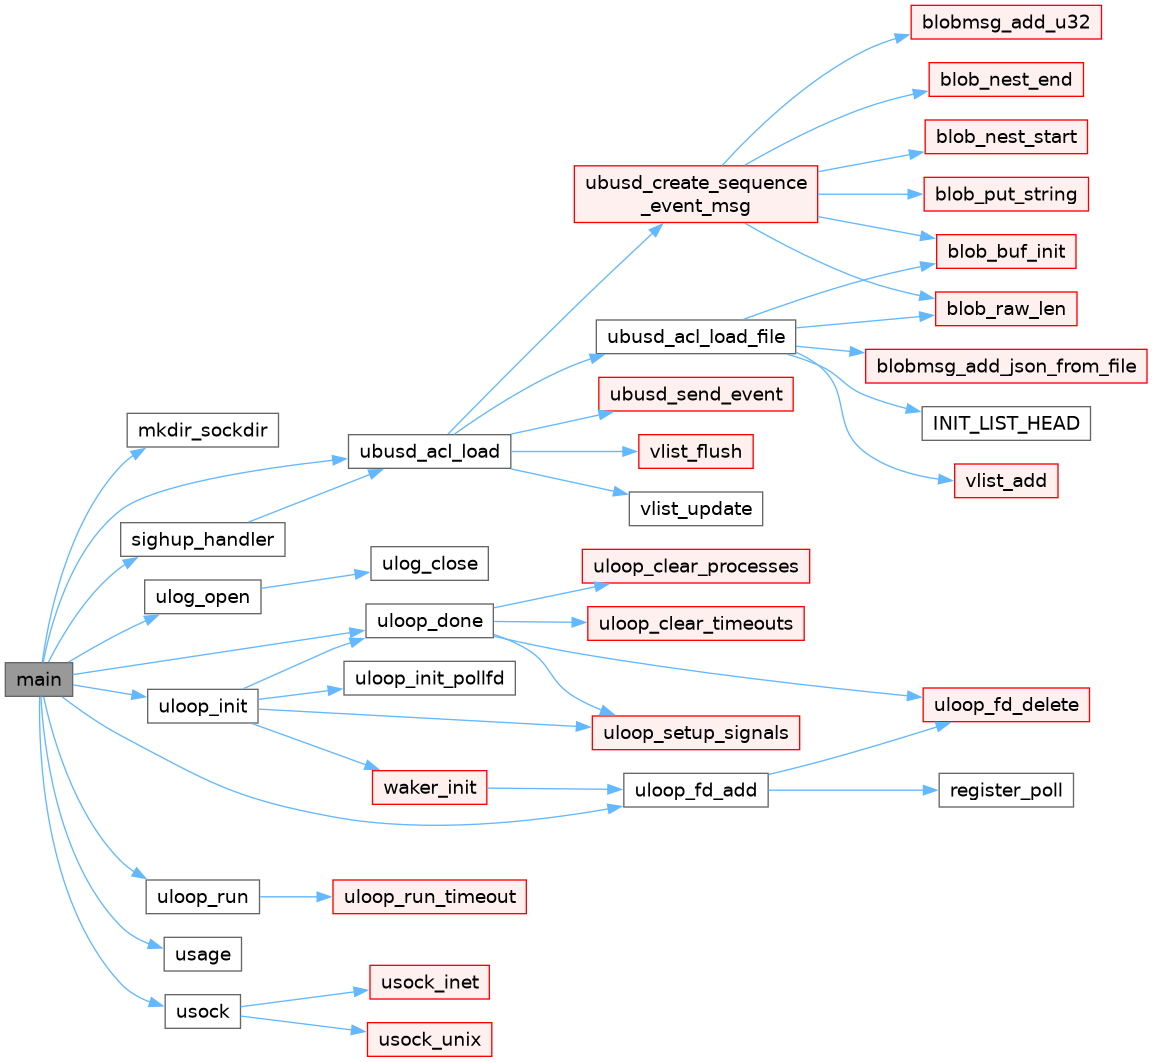 blobmsg_add_u32
blob_nest_end
blob_nest_start
ubusd_create_sequence
_event_msg
blob_put_string
blob_buf_init
blob_raw_len
ubusd_acl_load_file
blobmsg_add_json_from_file
ubusd_send_event
INIT_LIST_HEAD
mkdir_sockdir
ubusd_acl_load
vlist_flush
vlist_add
vlist_update
sighup_handler
ulog_close
uloop_clear_processes
ulog_open
uloop_done
uloop_clear_timeouts
main
uloop_init_pollfd
uloop_init
uloop_fd_delete
uloop_setup_signals
waker_init
uloop_fd_add
register_poll
uloop_run
uloop_run_timeout
usage
usock_inet
usock
usock_unix